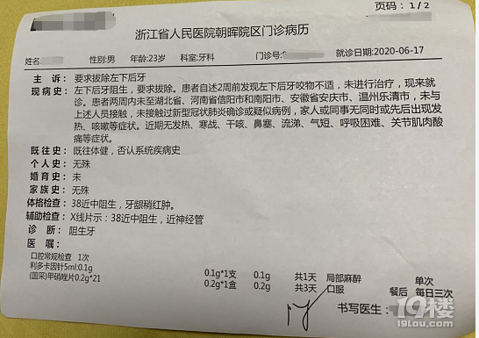 页码：1/2
浙江省人民医院朝晖院区门诊病历
姓名: 性别:男 年龄:23岁 科室:牙科 门诊号: 就诊日期:2020-06-17
主 诉: 要求拔除左下后牙
现病史: 左下后牙阻生，要求拔除。患者自述2周前发现左下后牙咬物不适，未进行治疗，现来就
诊。患者两周内未至湖北省、河南省信阳市和南阳市、安徽省安庆市、温州乐清市，未与
上述人员接触，未接触过新型冠状肺炎确诊或疑似病例，家人或同事无同时或先后出现发
热、咳嗽等症状。近期无发热、寒战、干咳、鼻塞、流涕、气短、呼吸困难、关节肌肉酸
痛等症状。
既往史: 既往体健，否认系统疾病史
个人史: 无殊
婚育史: 未
家族史: 无殊
体格检查: 38近中阻生，牙龈稍红肿。
辅助检查: X线片示：38近中阻生，近神经管
诊 断: 阻生牙
医 嘱:
口腔常规检查 1次
利多卡因针5ml:0.1g 0.1g*1支 0.1g 共1天 局部麻醉 单次
(国采)甲硝唑片0.2g*21 0.2g*1盒 0.2g 共3天 口服 餐后 每日三次
书写医生:
19楼
19lou.com